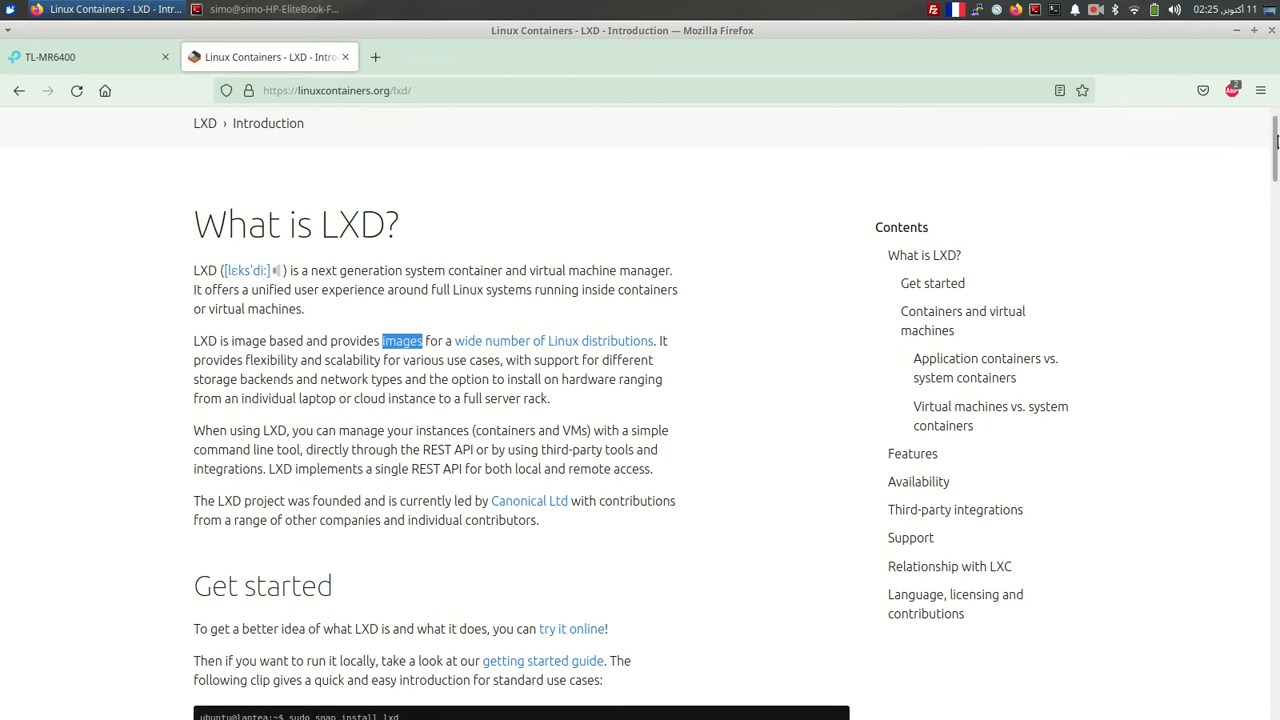 Linux Containers - LXD - In...
simo@simo-HP-EliteBook-F...
02:25 11 أكتوبر
Linux Containers - LXD - Introduction — Mozilla Firefox
TL-MR6400
Linux Containers - LXD - Intro
https://linuxcontainers.org/lxd/
2
ABP
LXD › Introduction
What is LXD?
LXD ([lɛks'di:]) is a next generation system container and virtual machine manager.
It offers a unified user experience around full Linux systems running inside containers
or virtual machines.
LXD is image based and provides images for a wide number of Linux distributions. It
provides flexibility and scalability for various use cases, with support for different
storage backends and network types and the option to install on hardware ranging
from an individual laptop or cloud instance to a full server rack.
When using LXD, you can manage your instances (containers and VMs) with a simple
command line tool, directly through the REST API or by using third-party tools and
integrations. LXD implements a single REST API for both local and remote access.
The LXD project was founded and is currently led by Canonical Ltd with contributions
from a range of other companies and individual contributors.
Get started
To get a better idea of what LXD is and what it does, you can try it online!
Then if you want to run it locally, take a look at our getting started guide. The
following clip gives a quick and easy introduction for standard use cases:
ubuntu@lantea:~$ sudo snap install lxd
Contents
What is LXD?
Get started
Containers and virtual
machines
Application containers vs.
system containers
Virtual machines vs. system
containers
Features
Availability
Third-party integrations
Support
Relationship with LXC
Language, licensing and
contributions